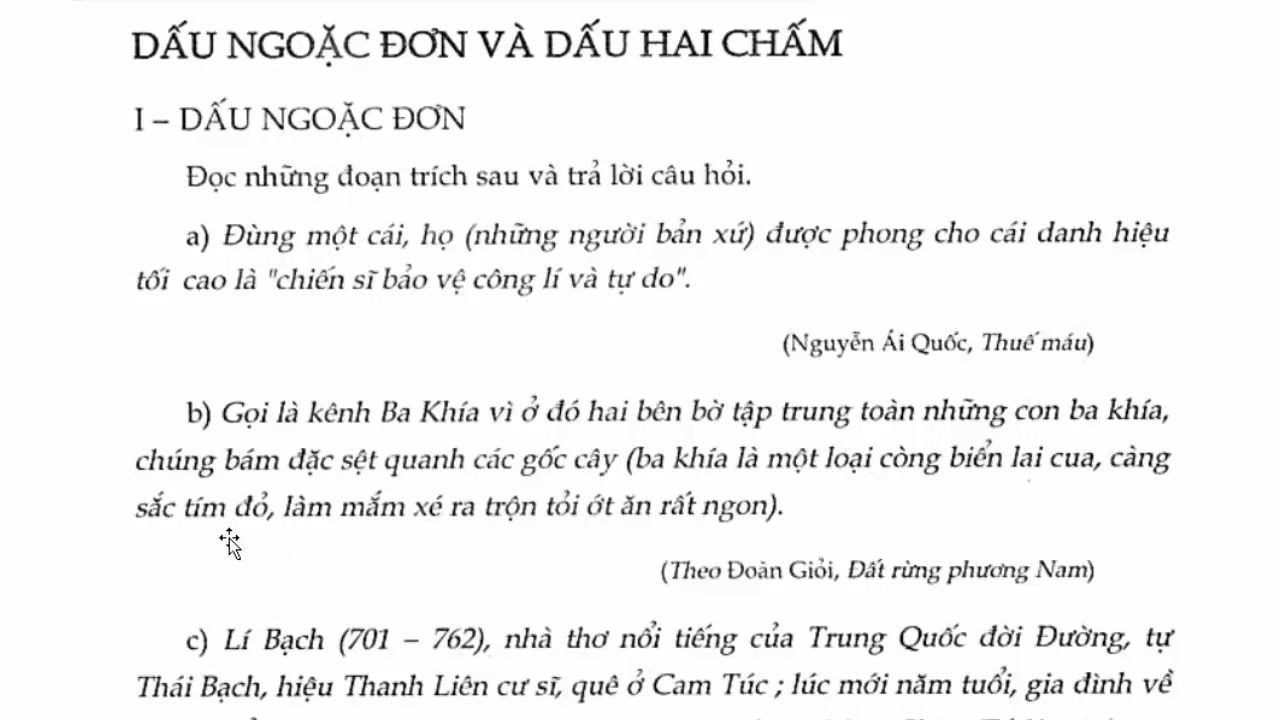 DẤU NGOẶC ĐƠN VÀ DẤU HAI CHẤM
I – DẤU NGOẶC ĐƠN
Đọc những đoạn trích sau và trả lời câu hỏi.
a) Đùng một cái, họ (những người bản xứ) được phong cho cái danh hiệu
tối cao là "chiến sĩ bảo vệ công lí và tự do".
(Nguyễn Ái Quốc, Thuế máu)
b) Gọi là kênh Ba Khía vì ở đó hai bên bờ tập trung toàn những con ba khía,
chúng bám đặc sệt quanh các gốc cây (ba khía là một loại còng biển lai cua, càng
sắc tím đỏ, làm mắm xé ra trộn tỏi ớt ăn rất ngon).
(Theo Đoàn Giỏi, Đất rừng phương Nam)
c) Lí Bạch (701 – 762), nhà thơ nổi tiếng của Trung Quốc đời Đường, tự
Thái Bạch, hiệu Thanh Liên cư sĩ, quê ở Cam Túc ; lúc mới năm tuổi, gia đình về